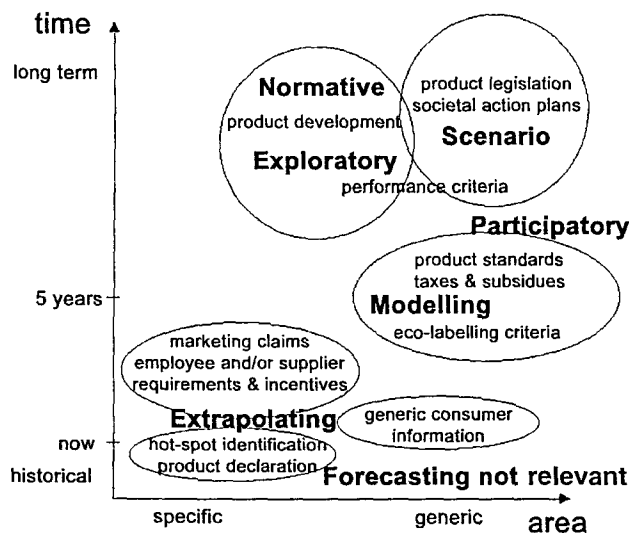 time
long term
Normative
product development
Exploratory
product legislation
societal action plans
Scenario
performance criteria
Participatory
product standards
taxes & subsidues
Modelling
eco-labelling criteria
5 years
marketing claims
employee and/or supplier
requirements & incentives
Extrapolating
generic consumer
information
now
hot-spot identification
product declaration
historical
Forecasting not relevant
specific
generic
area